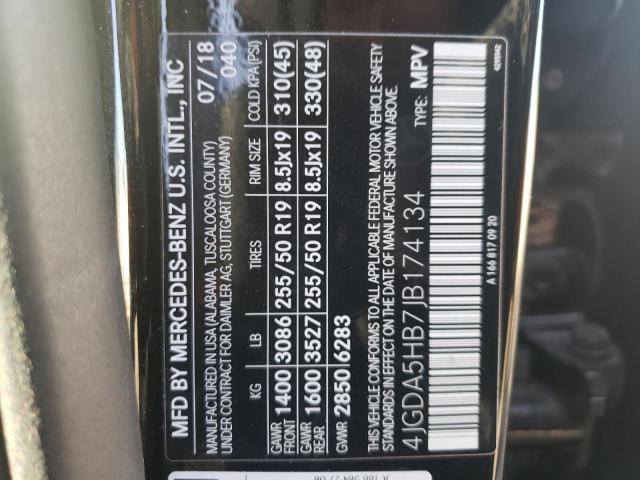 MFD BY MERCEDES-BENZ U.S. INTL., INC
MANUFACTURED IN USA (ALABAMA, TUSCALOOSA COUNTY) 07/18
UNDER CONTRACT FOR DAIMLER AG, STUTTGART (GERMANY) 040
KG LB TIRES RIM SIZE COLD KPA (PSI)
GAWR FRONT 1400 3086 255/50 R19 8.5Jx19 310(45)
GAWR REAR 1600 3527 255/50 R19 8.5Jx19 330(48)
GVWR 2850 6283
THIS VEHICLE CONFORMS TO ALL APPLICABLE FEDERAL MOTOR VEHICLE SAFETY
STANDARDS IN EFFECT ON THE DATE OF MANUFACTURE SHOWN ABOVE.
4JGDA5HB7JB174134 TYPE: MPV
A 166 817 09 20